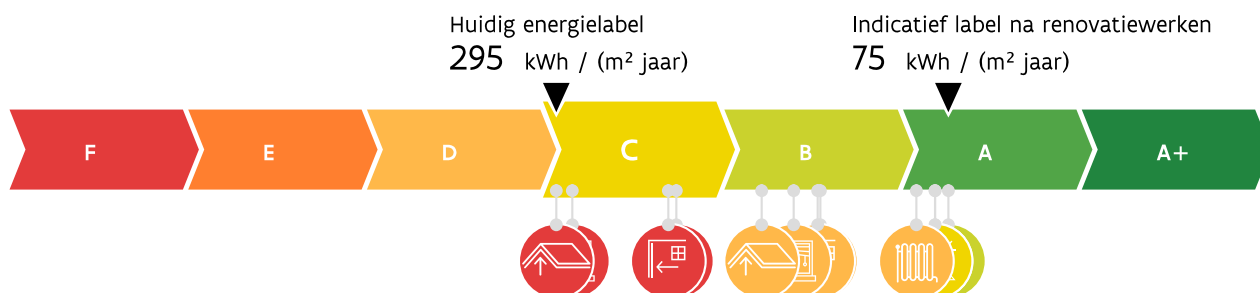 Huidig energielabel
295 kWh / (m² jaar)
Indicatief label na renovatiewerken
75 kWh / (m² jaar)
F E D C B A A+